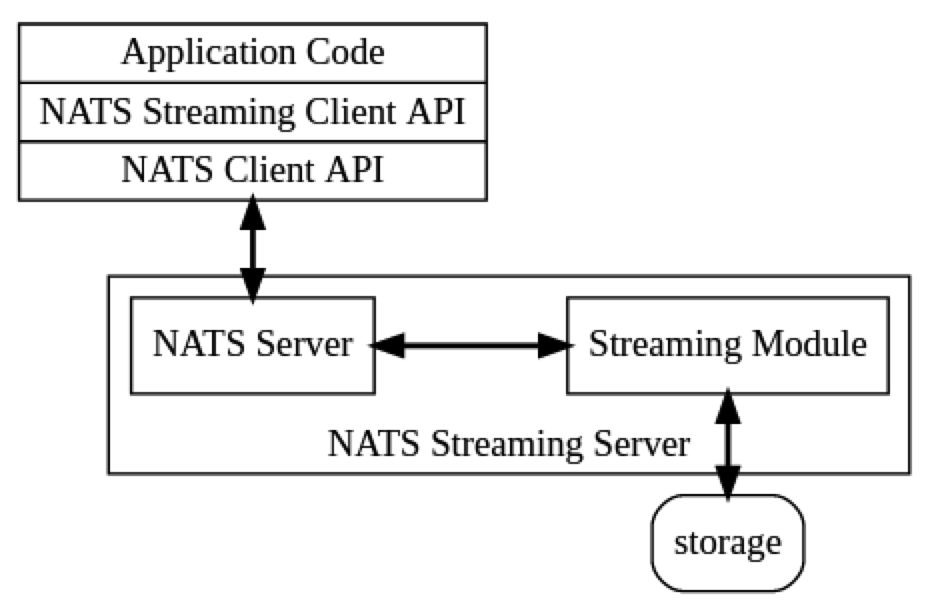 Application Code
NATS Streaming Client API
NATS Client API
NATS Server
Streaming Module
NATS Streaming Server
storage